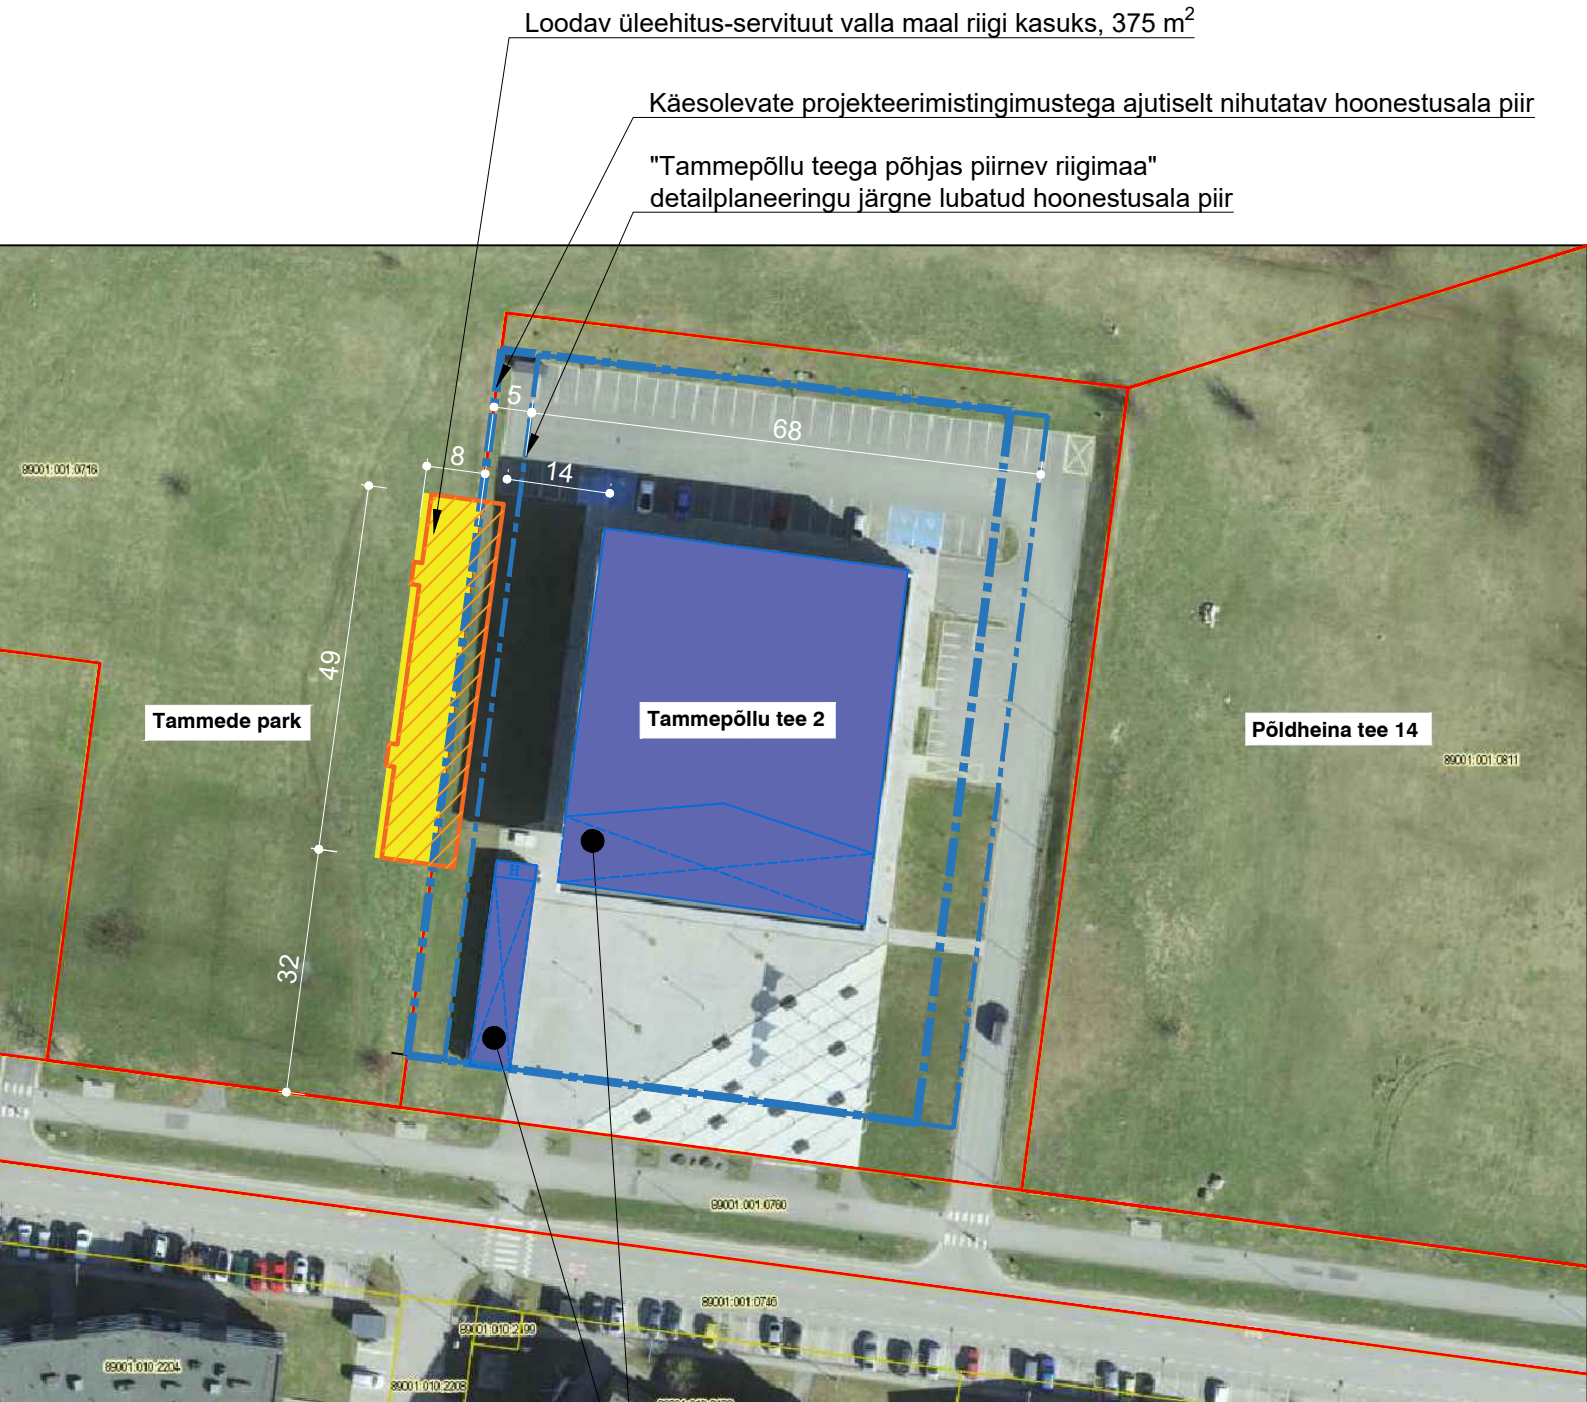 Loodav üleehitus-servituut valla maal riigi kasuks, 375 m²
Käesolevate projekteerimistingimustega ajutiselt nihutatav hoonestusala piir
"Tammepõllu teega põhjas piirnev riigimaa"
detailplaneeringu järgne lubatud hoonestusala piir
5
68
8
14
89001:001:0716
49
Tammede park
Tammepõllu tee 2
Põldheina tee 14
89001:001:0811
H
32
89001:001:0760
89001:001:0746
89001:010:2199
89001:010:2204
89001:010:2208